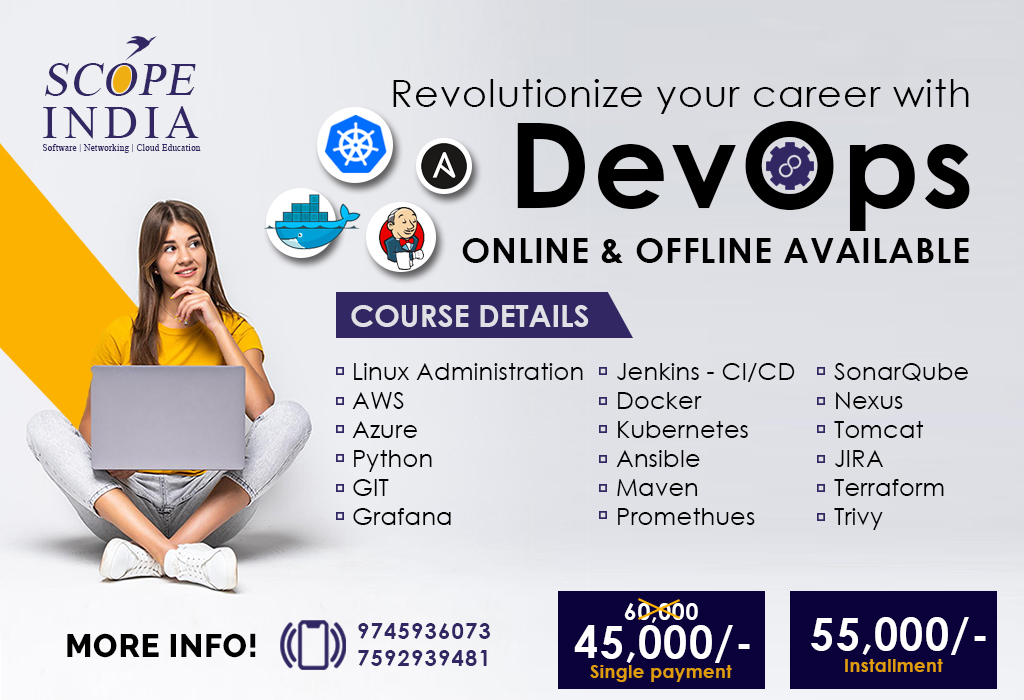 SCOPE
INDIA
Software | Networking | Cloud Education
Revolutionize your career with
DevOps
ONLINE & OFFLINE AVAILABLE
COURSE DETAILS
Linux Administration
AWS
Azure
Python
GIT
Grafana
Jenkins - CI/CD
Docker
Kubernetes
Ansible
Maven
Promethues
SonarQube
Nexus
Tomcat
JIRA
Terraform
Trivy
MORE INFO!
9745936073
7592939481
60,000
45,000/-
Single payment
55,000/-
Installment